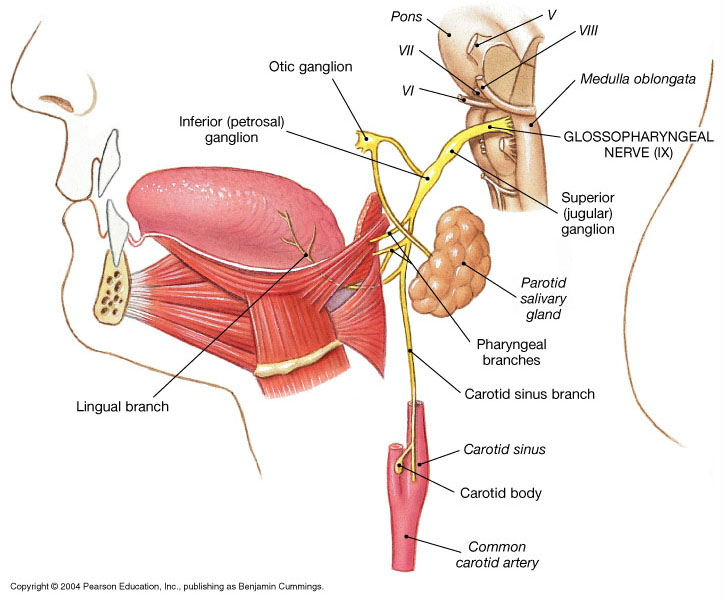 Pons
V
VIII
VII
Otic ganglion
VI
Medulla oblongata
Inferior (petrosal)
ganglion
GLOSSOPHARYNGEAL
NERVE (IX)
Superior
(jugular)
ganglion
Parotid
salivary
gland
Pharyngeal
branches
Carotid sinus branch
Lingual branch
Carotid sinus
Carotid body
Common
carotid artery
Copyright © 2004 Pearson Education, Inc., publishing as Benjamin Cummings.